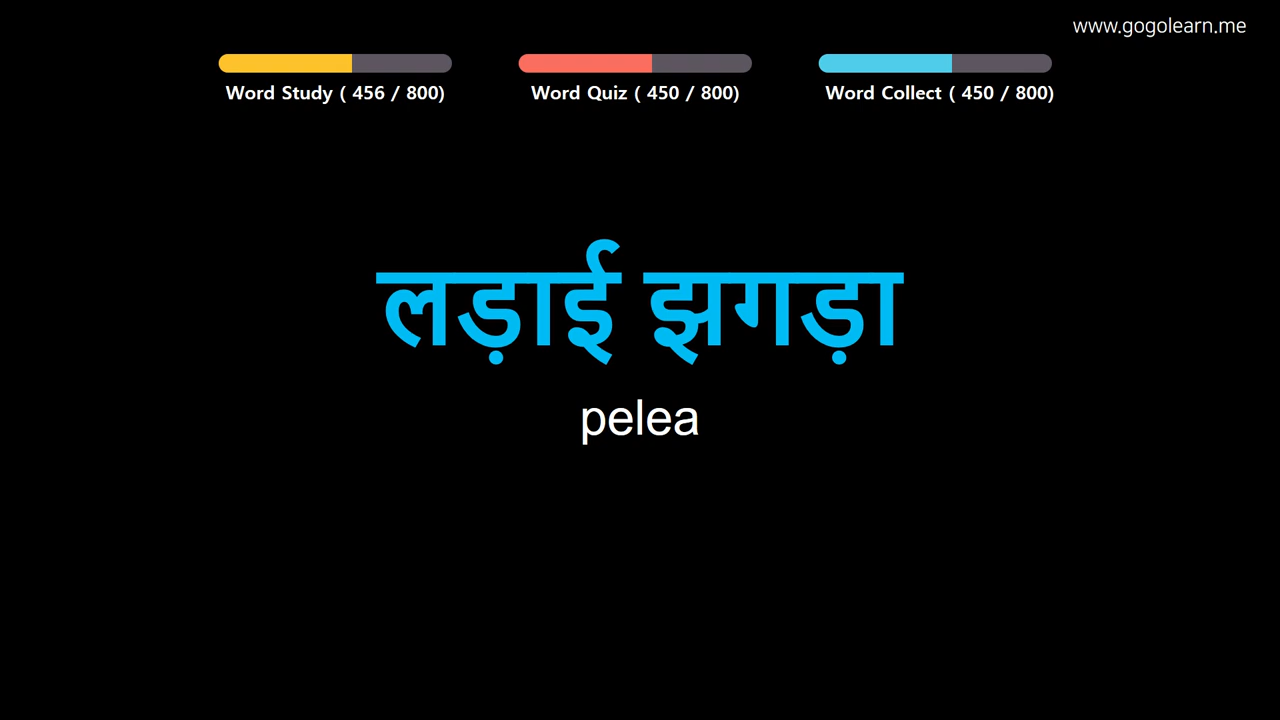 www.gogolearn.me
Word Study ( 456 / 800)
Word Quiz ( 450 / 800)
Word Collect ( 450 / 800)
लड़ाई झगड़ा
pelea